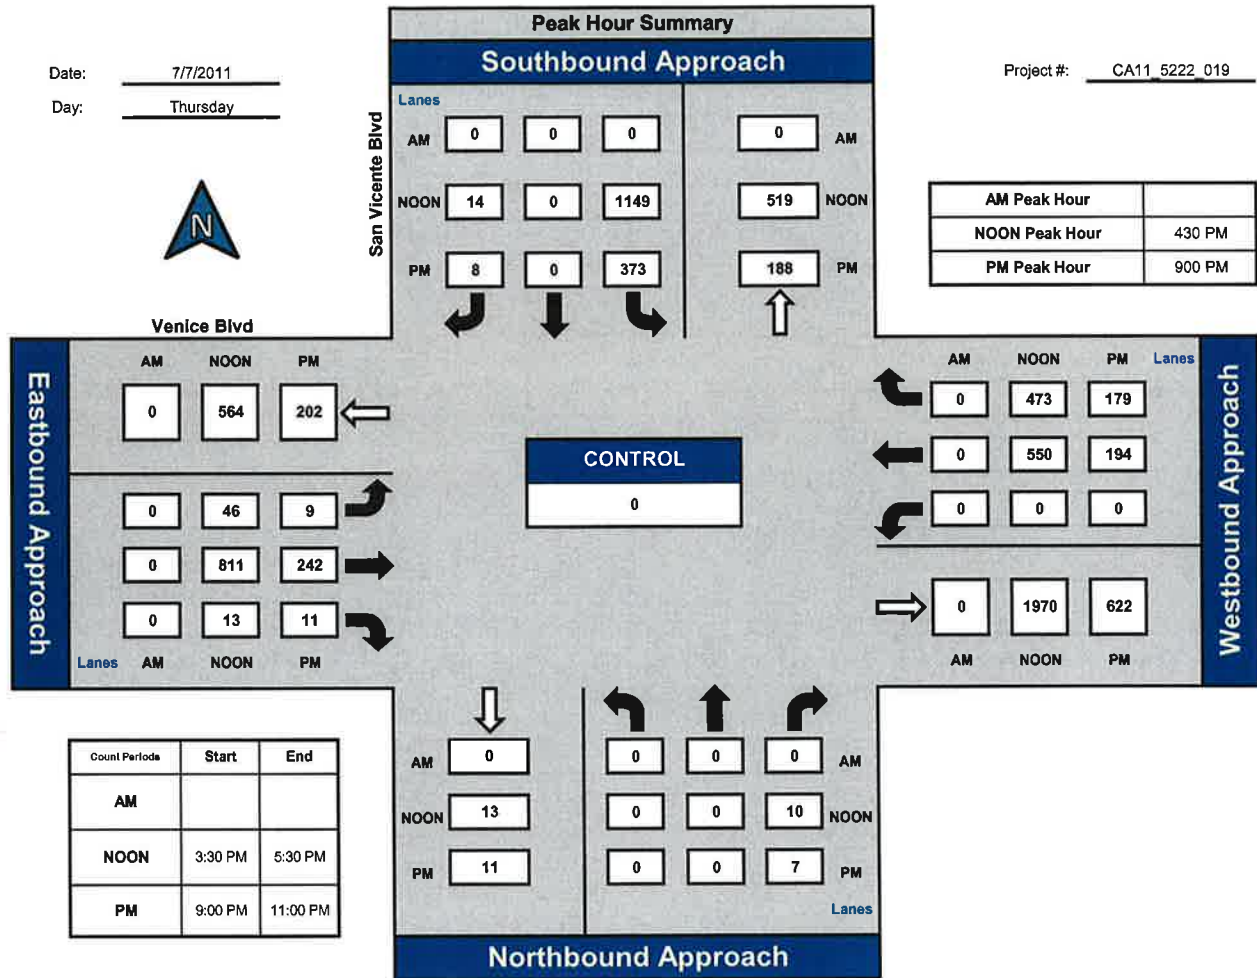 Peak Hour Summary
Southbound Approach
Date: 7/7/2011
Day: Thursday
Project #: CA11_5222_019
N
San Vicente Blvd
Lanes
AM 0 0 0 0 AM
NOON 14 0 1149 519 NOON
PM 8 0 373 188 PM
AM Peak Hour
NOON Peak Hour 430 PM
PM Peak Hour 900 PM
Venice Blvd
Eastbound Approach
AM NOON PM
0 564 202
0 46 9
0 811 242
0 13 11
Lanes AM NOON PM
CONTROL
0
Westbound Approach
AM NOON PM Lanes
0 473 179
0 550 194
0 0 0
0 1970 622
AM NOON PM
Count Periods Start End
AM
NOON 3:30 PM 5:30 PM
PM 9:00 PM 11:00 PM
AM 0 0 0 0 AM
NOON 13 0 0 10 NOON
PM 11 0 0 7 PM
Lanes
Northbound Approach